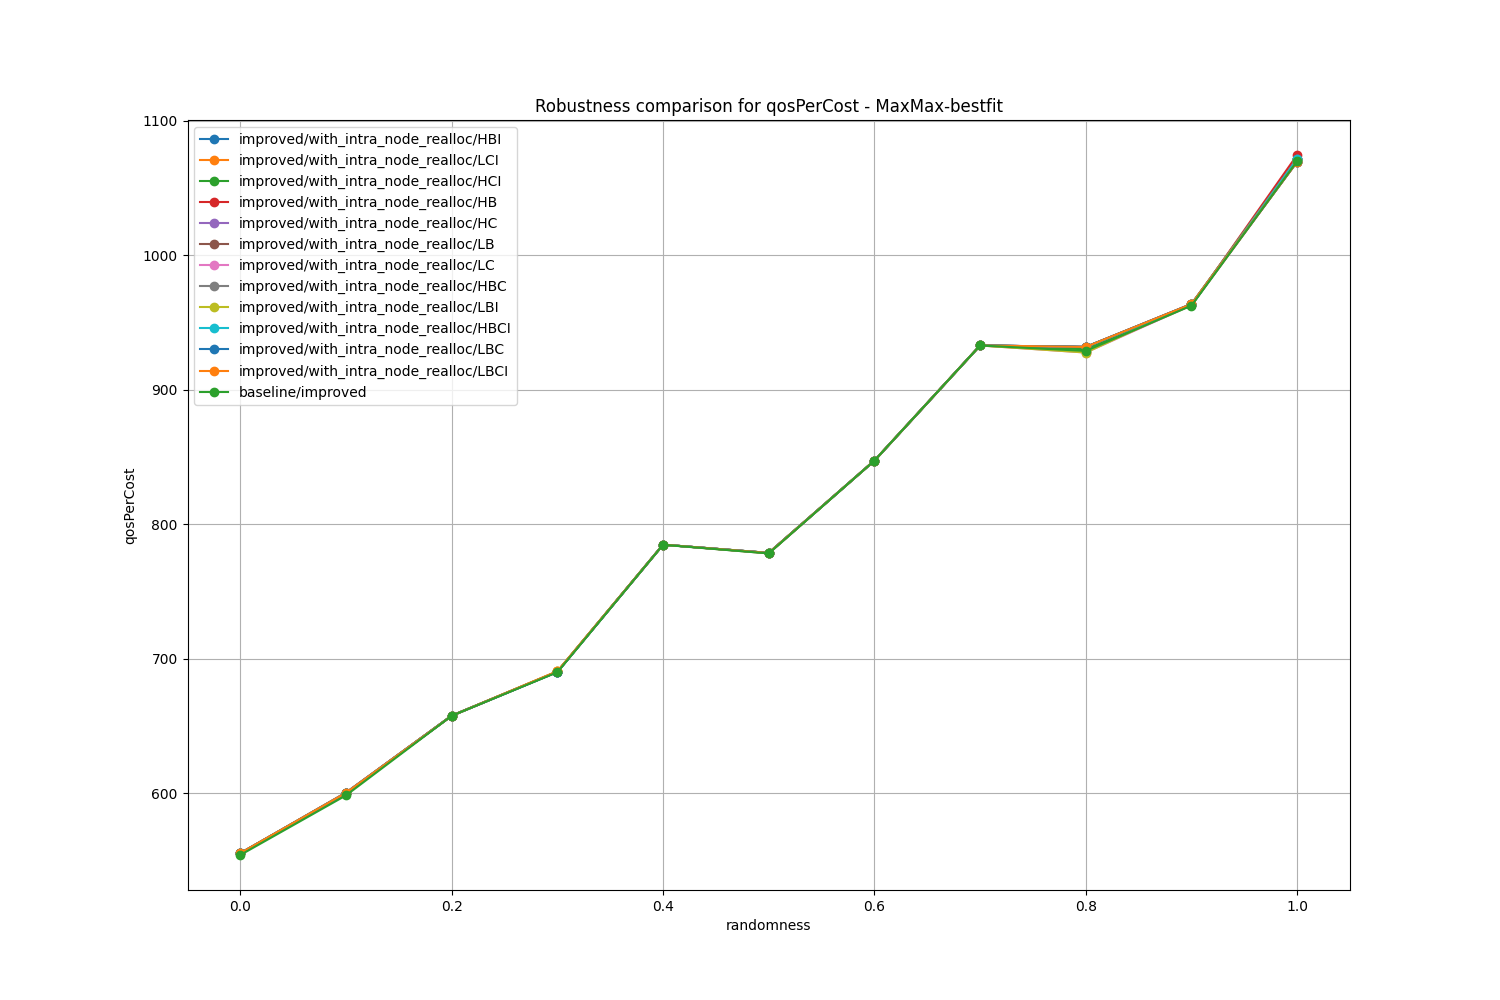 Robustness comparison for qosPerCost - MaxMax-bestfit
1100
1000
900
800
700
600
qosPerCost
improved/with_intra_node_realloc/HBI
improved/with_intra_node_realloc/LCI
improved/with_intra_node_realloc/HCI
improved/with_intra_node_realloc/HB
improved/with_intra_node_realloc/HC
improved/with_intra_node_realloc/LB
improved/with_intra_node_realloc/LC
improved/with_intra_node_realloc/HBC
improved/with_intra_node_realloc/LBI
improved/with_intra_node_realloc/HBCI
improved/with_intra_node_realloc/LBC
improved/with_intra_node_realloc/LBCI
baseline/improved
0.0 0.2 0.4 0.6 0.8 1.0
randomness